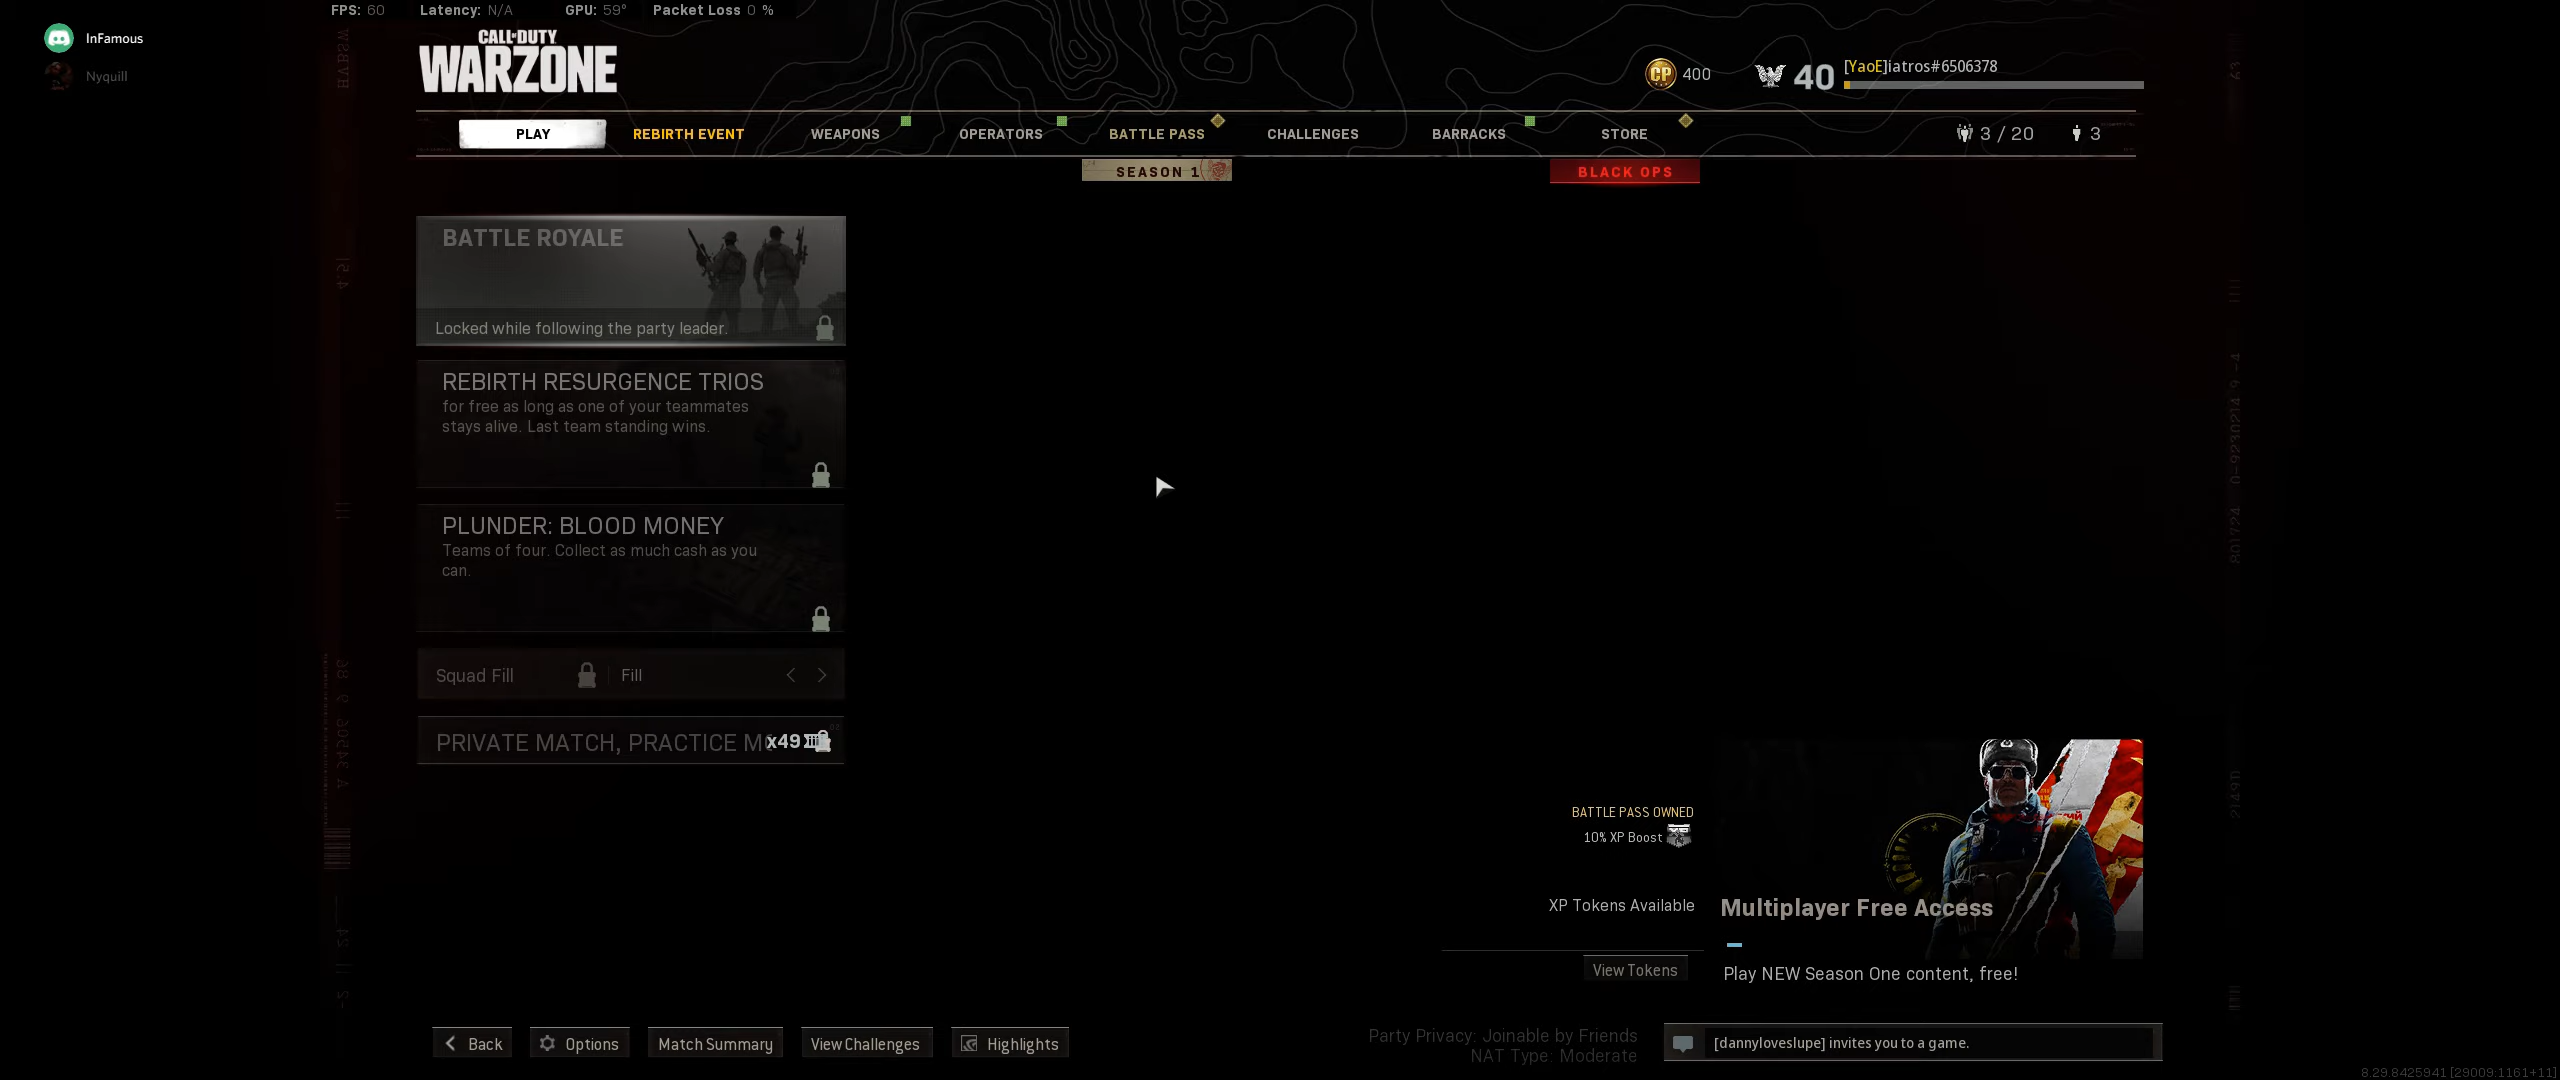 FPS: 60 Latency: N/A GPU: 59° Packet Loss 0 %
InFamous
Nyquill
CALL OF DUTY
WARZONE
CP 400
40
[YaoE]iatros#6506378
PLAY
REBIRTH EVENT
WEAPONS
OPERATORS
BATTLE PASS
CHALLENGES
BARRACKS
STORE
3 / 20
3
SEASON 1
BLACK OPS
BATTLE ROYALE
Locked while following the party leader.
REBIRTH RESURGENCE TRIOS
for free as long as one of your teammates
stays alive. Last team standing wins.
PLUNDER: BLOOD MONEY
Teams of four. Collect as much cash as you
can.
Squad Fill
Fill
PRIVATE MATCH, PRACTICE
x49
BATTLE PASS OWNED
10% XP Boost
XP Tokens Available
View Tokens
Multiplayer Free Access
Play NEW Season One content, free!
Back
Options
Match Summary
View Challenges
Highlights
Party Privacy: Joinable by Friends
NAT Type: Moderate
[dannyloveslupe] invites you to a game.
8.29.8425941 [29009:1161+11]